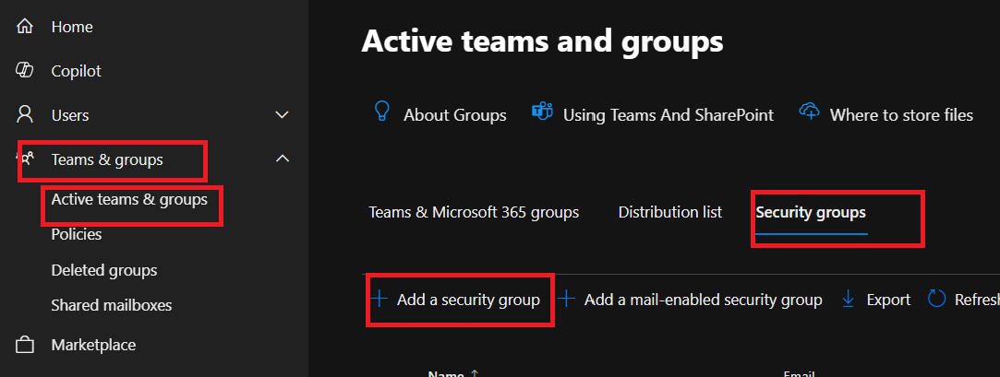 Home
Copilot
Users
Teams & groups
Active teams & groups
Policies
Deleted groups
Shared mailboxes
Marketplace
Active teams and groups
About Groups
Using Teams And SharePoint
Where to store files
Teams & Microsoft 365 groups
Distribution list
Security groups
Add a security group
Add a mail-enabled security group
Export
Refresh
Name
Email